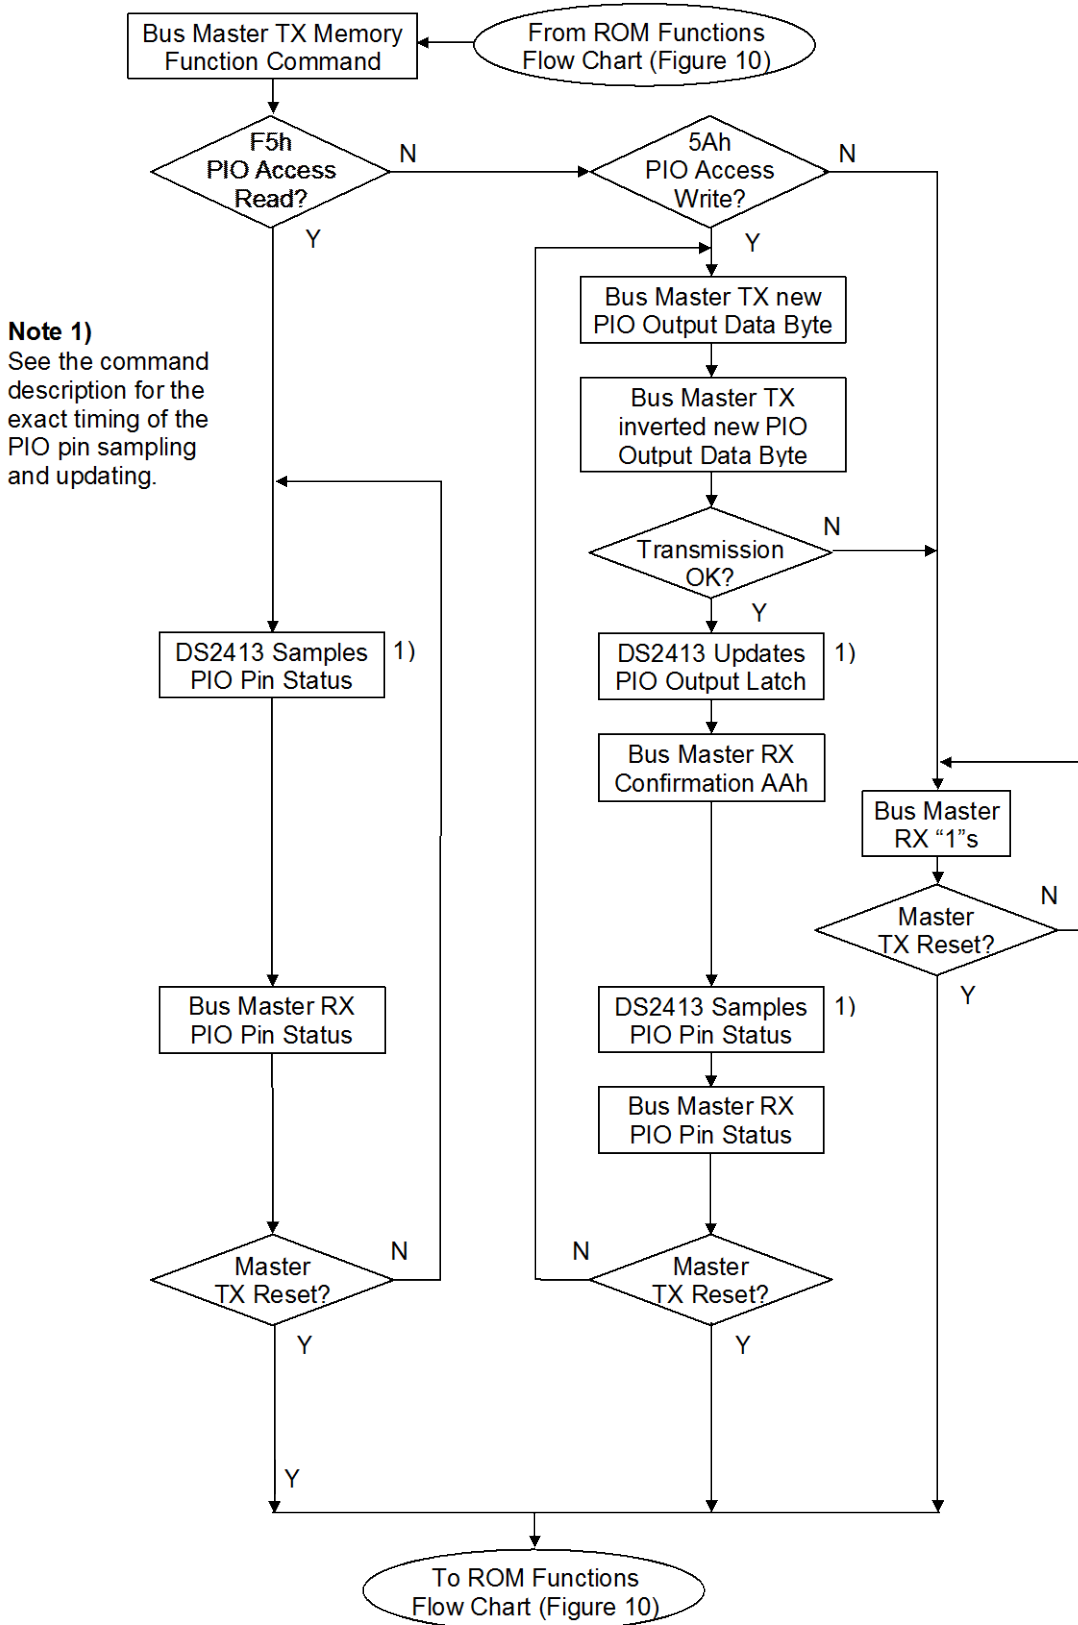 Bus Master TX Memory
Function Command
From ROM Functions
Flow Chart (Figure 10)
F5h
PIO Access
Read?
N
Y
5Ah
PIO Access
Write?
N
Y
Note 1)
See the command
description for the
exact timing of the
PIO pin sampling
and updating.
Bus Master TX new
PIO Output Data Byte
Bus Master TX
inverted new PIO
Output Data Byte
Transmission
OK?
N
Y
DS2413 Samples
PIO Pin Status
1)
DS2413 Updates
PIO Output Latch
1)
Bus Master RX
Confirmation AAh
Bus Master
RX “1”s
Master
TX Reset?
N
Y
Bus Master RX
PIO Pin Status
DS2413 Samples
PIO Pin Status
1)
Bus Master RX
PIO Pin Status
Master
TX Reset?
N
Y
Master
TX Reset?
N
Y
Y
To ROM Functions
Flow Chart (Figure 10)